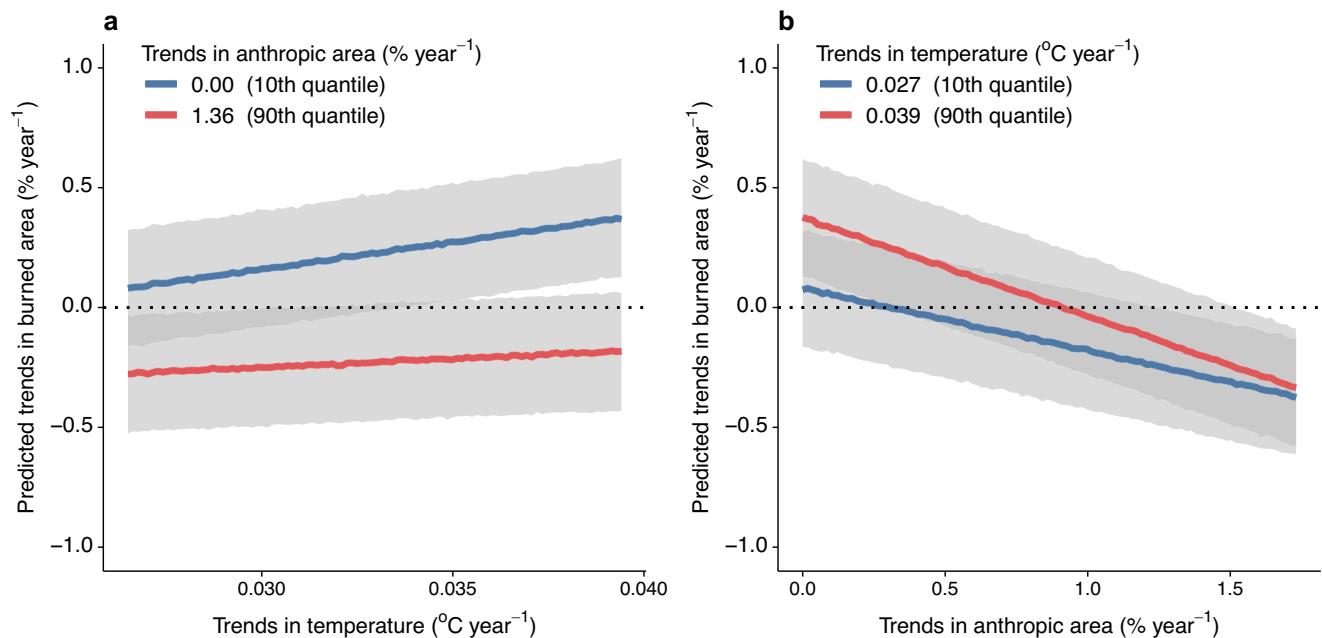 a
Trends in anthropic area (% year⁻¹)
0.00 (10th quantile)
1.36 (90th quantile)
1.0
0.5
0.0
−0.5
−1.0
Predicted trends in burned area (% year⁻¹)
0.030
0.035
0.040
Trends in temperature (°C year⁻¹)
b
Trends in temperature (°C year⁻¹)
0.027 (10th quantile)
0.039 (90th quantile)
1.0
0.5
0.0
−0.5
−1.0
Predicted trends in burned area (% year⁻¹)
0.0
0.5
1.0
1.5
Trends in anthropic area (% year⁻¹)